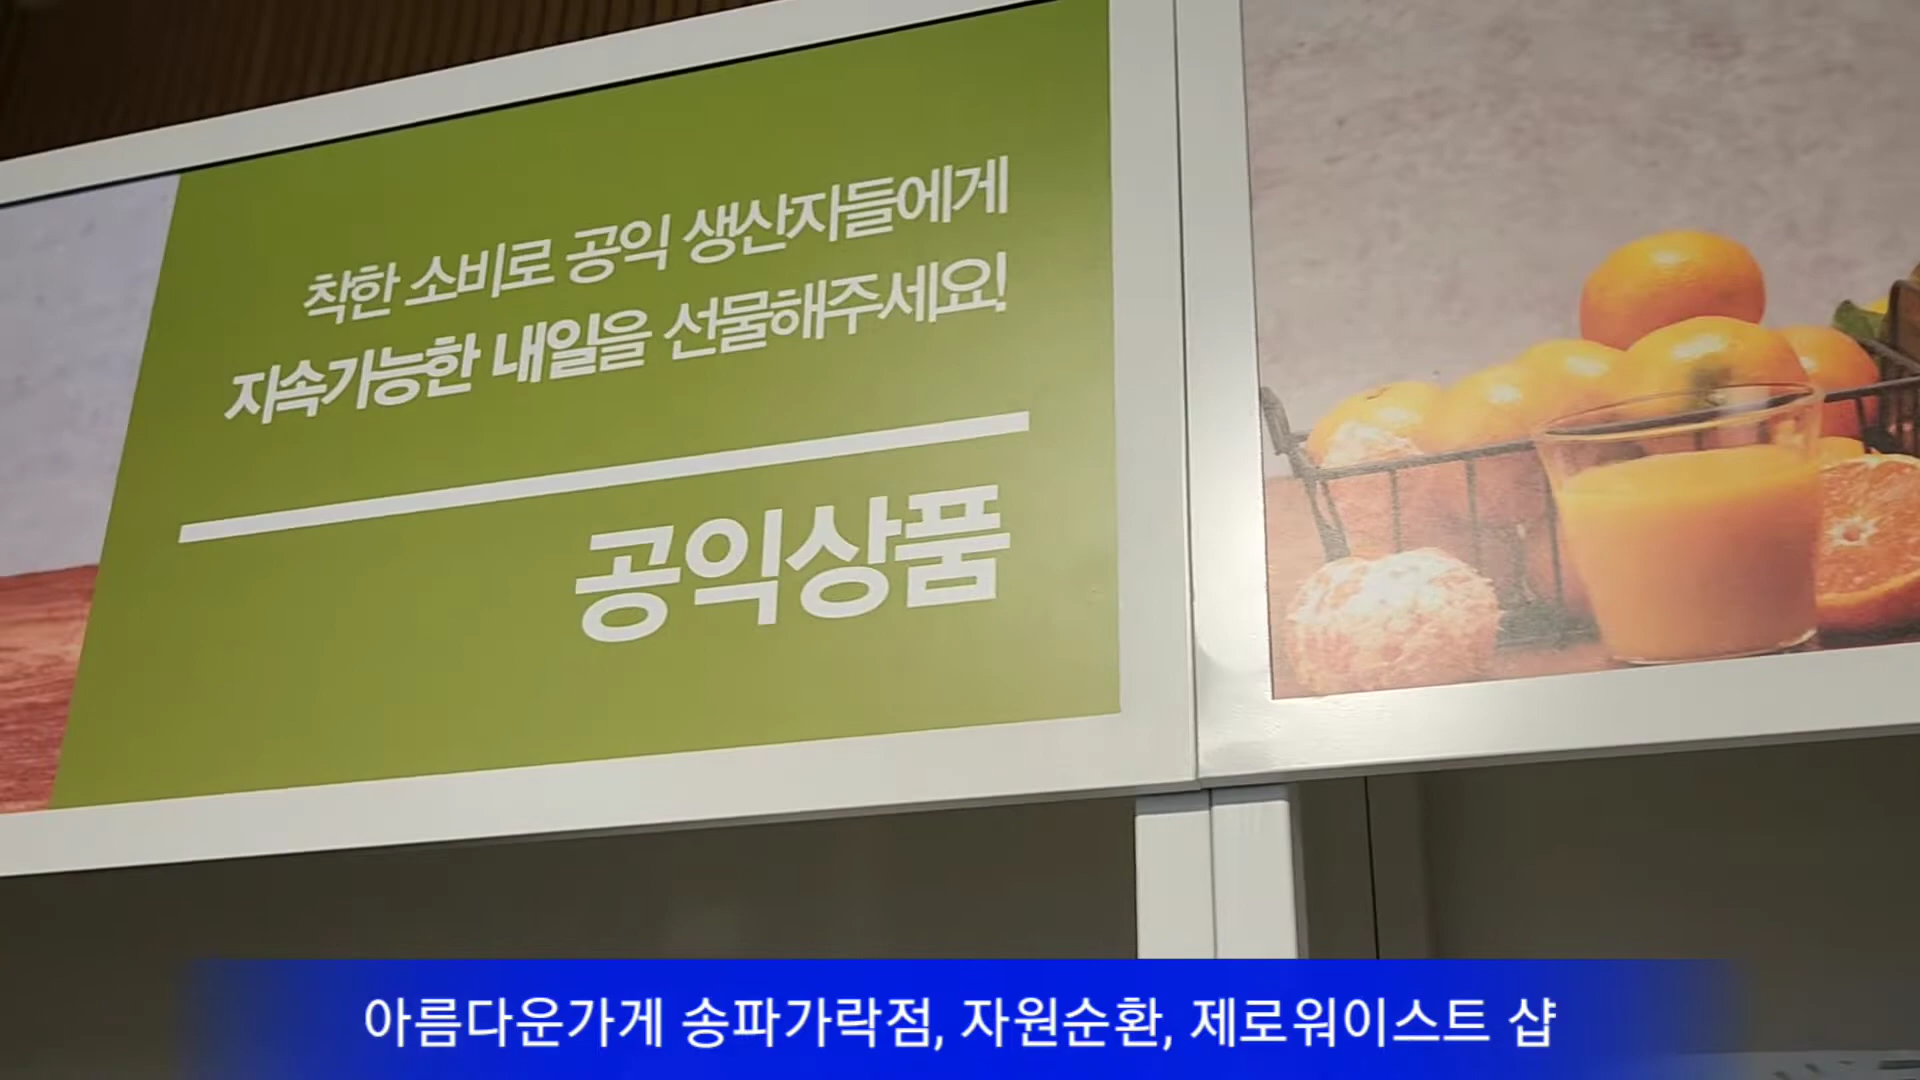 착한 소비로 공익 생산자들에게
지속가능한 내일을 선물해주세요!
공익상품
아름다운가게 송파가락점, 자원순환, 제로워이스트 샵